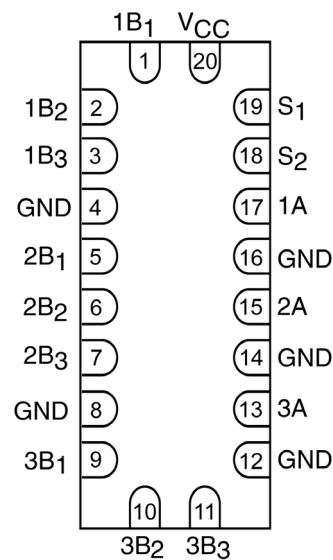 1B1 VCC
1 20
1B2 2 19 S1
1B3 3 18 S2
GND 4 17 1A
2B1 5 16 GND
2B2 6 15 2A
2B3 7 14 GND
GND 8 13 3A
3B1 9 12 GND
10 11
3B2 3B3